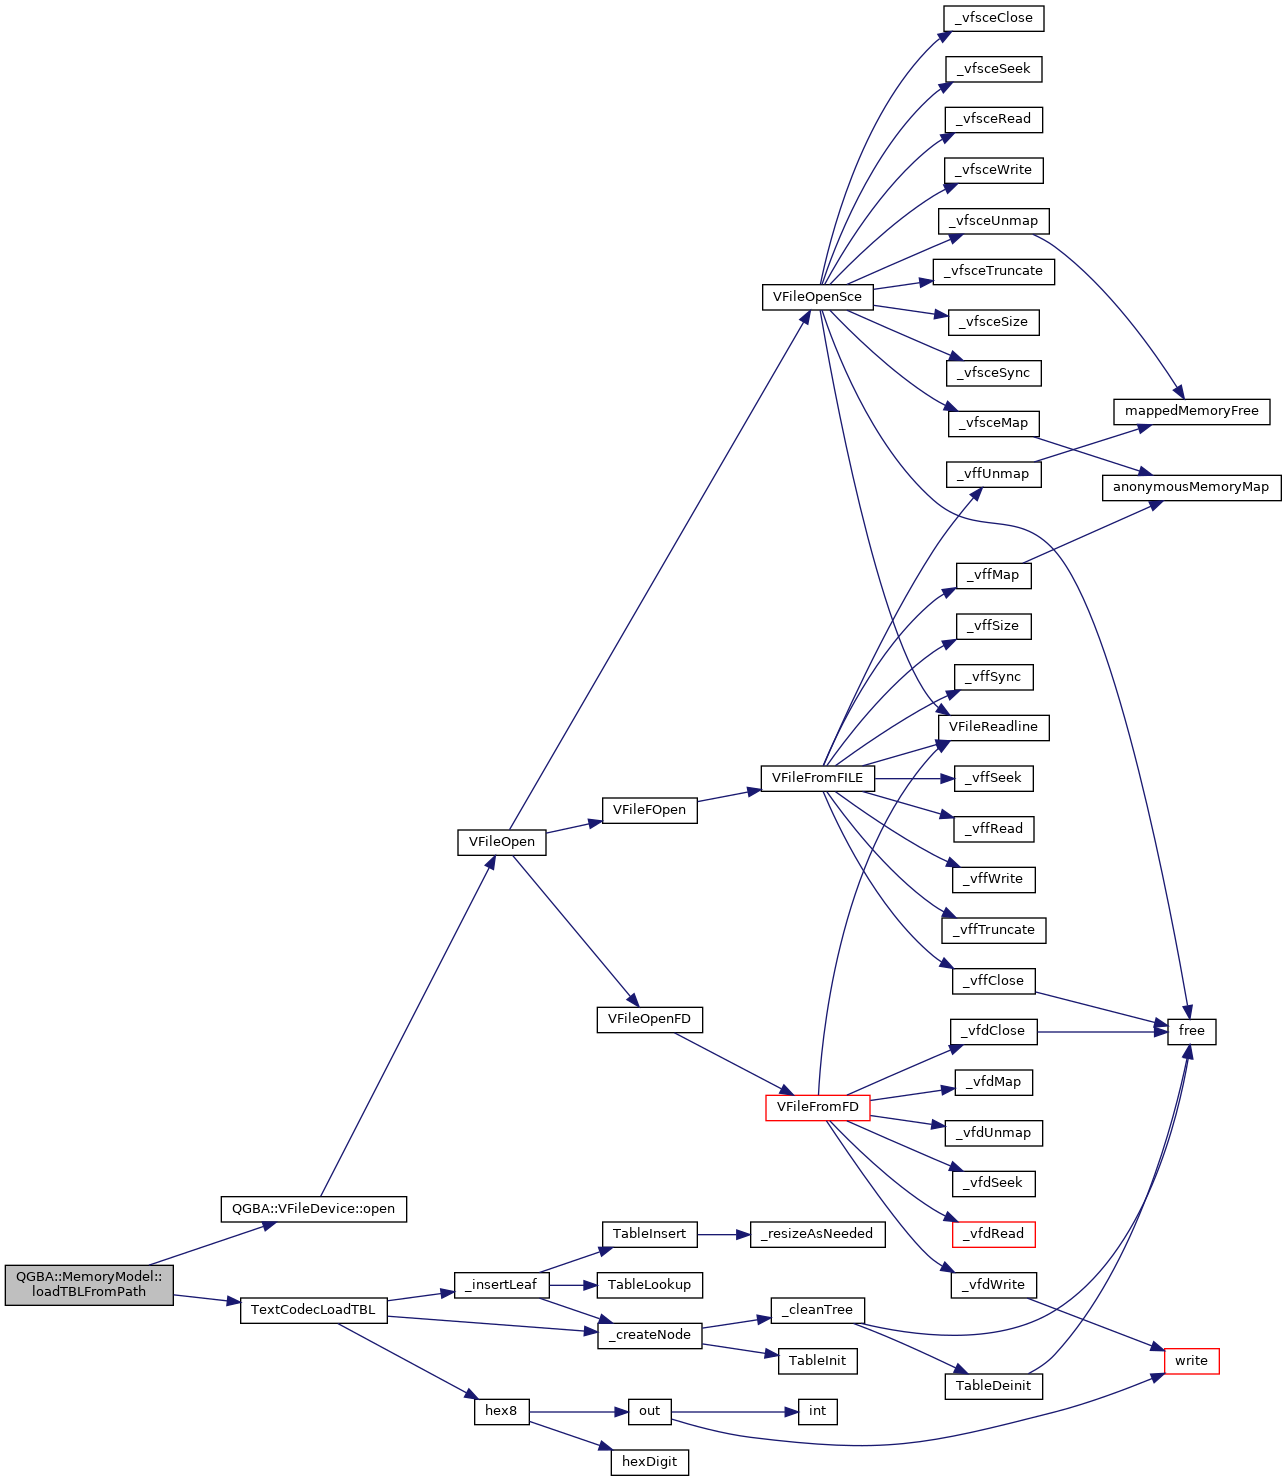 _vfsceClose
_vfsceSeek
_vfsceRead
_vfsceWrite
_vfsceUnmap
_vfsceTruncate
VFileOpenSce
_vfsceSize
_vfsceSync
mappedMemoryFree
_vfsceMap
_vffUnmap
anonymousMemoryMap
_vffMap
_vffSize
_vffSync
VFileReadline
VFileFromFILE
_vffSeek
VFileFOpen
_vffRead
VFileOpen
_vffWrite
_vffTruncate
_vffClose
VFileOpenFD
_vfdClose
free
_vfdMap
VFileFromFD
_vfdUnmap
_vfdSeek
QGBA::VFileDevice::open
TableInsert
_resizeAsNeeded
_vfdRead
QGBA::MemoryModel::
loadTBLFromPath
_insertLeaf
TableLookup
_vfdWrite
TextCodecLoadTBL
_cleanTree
_createNode
TableInit
write
TableDeinit
hex8
out
int
hexDigit